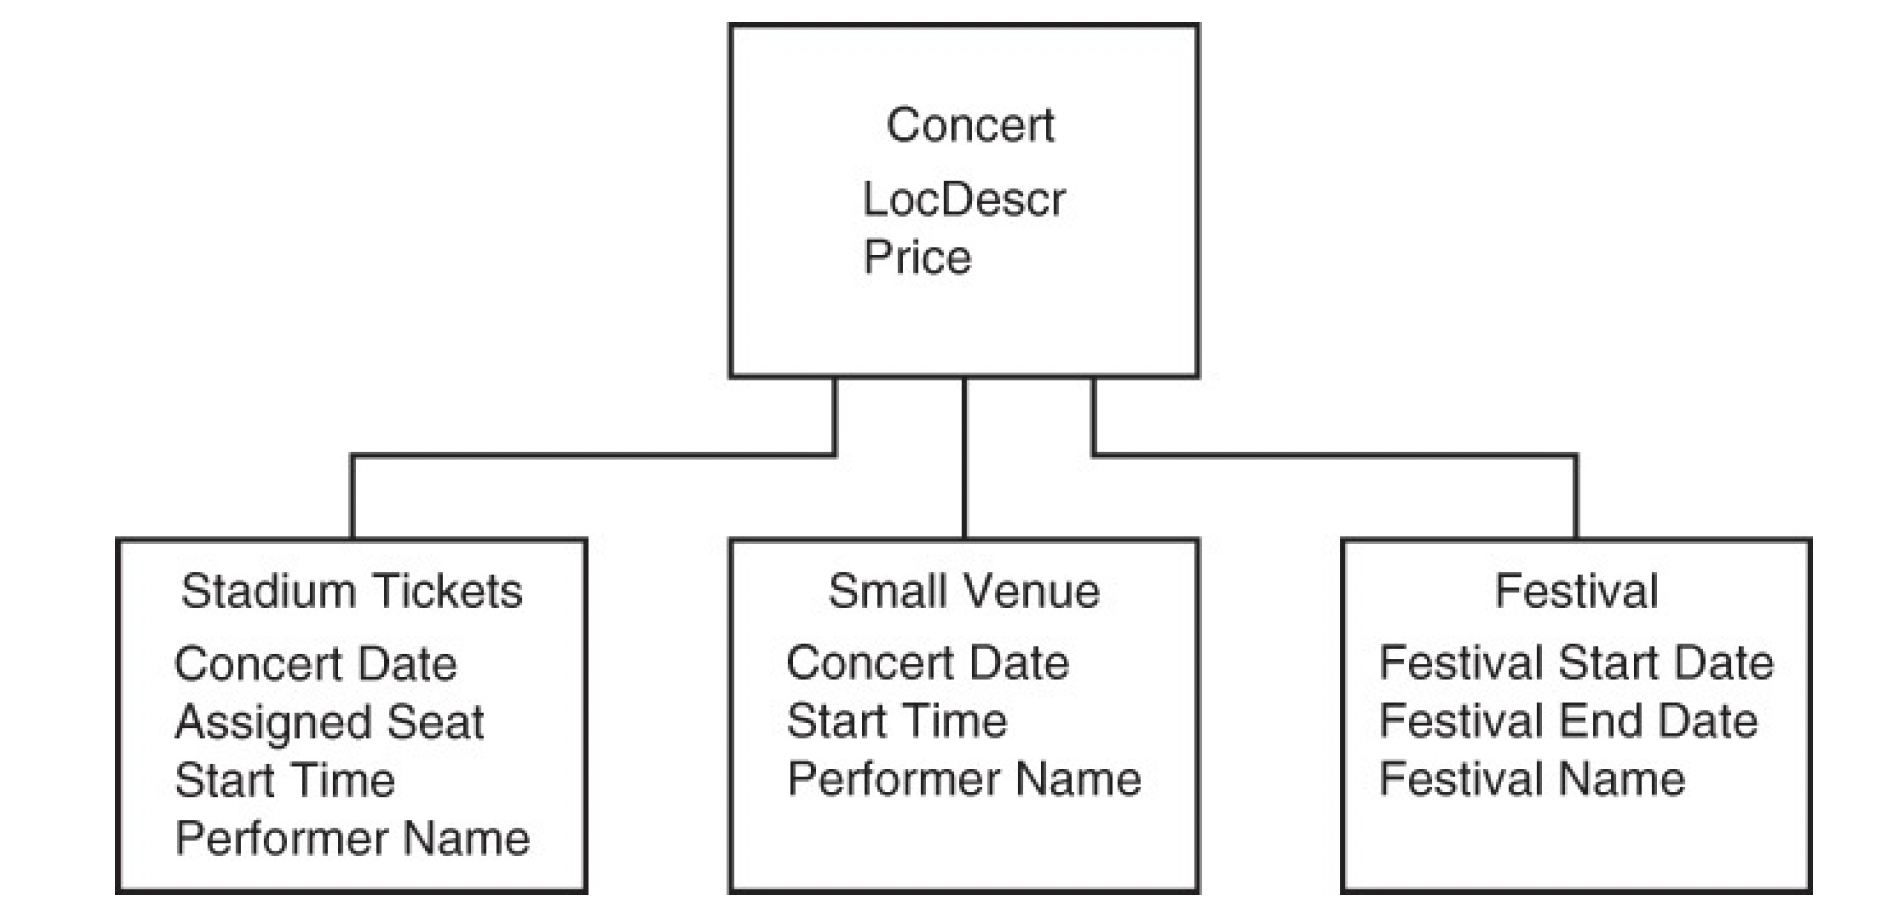 Concert
LocDescr
Price
Stadium Tickets
Concert Date
Assigned Seat
Start Time
Performer Name
Small Venue
Concert Date
Start Time
Performer Name
Festival
Festival Start Date
Festival End Date
Festival Name